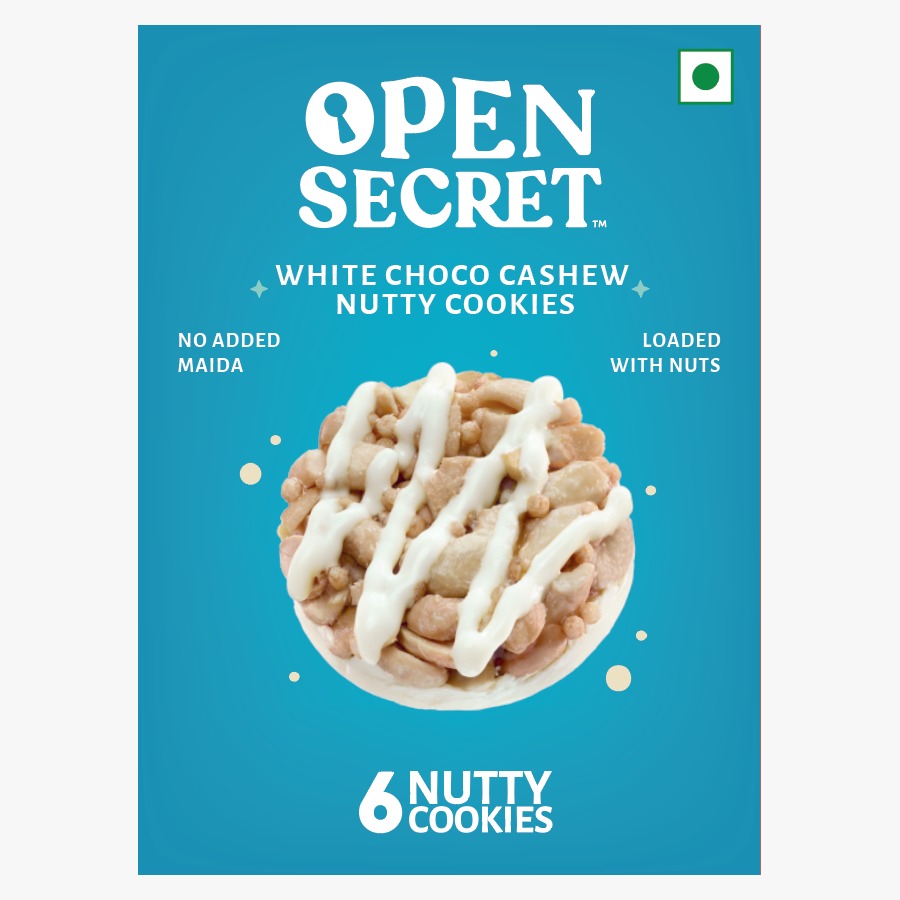 OPEN
SECRET™
WHITE CHOCO CASHEW
NUTTY COOKIES
NO ADDED
MAIDA
LOADED
WITH NUTS
6 NUTTY
COOKIES